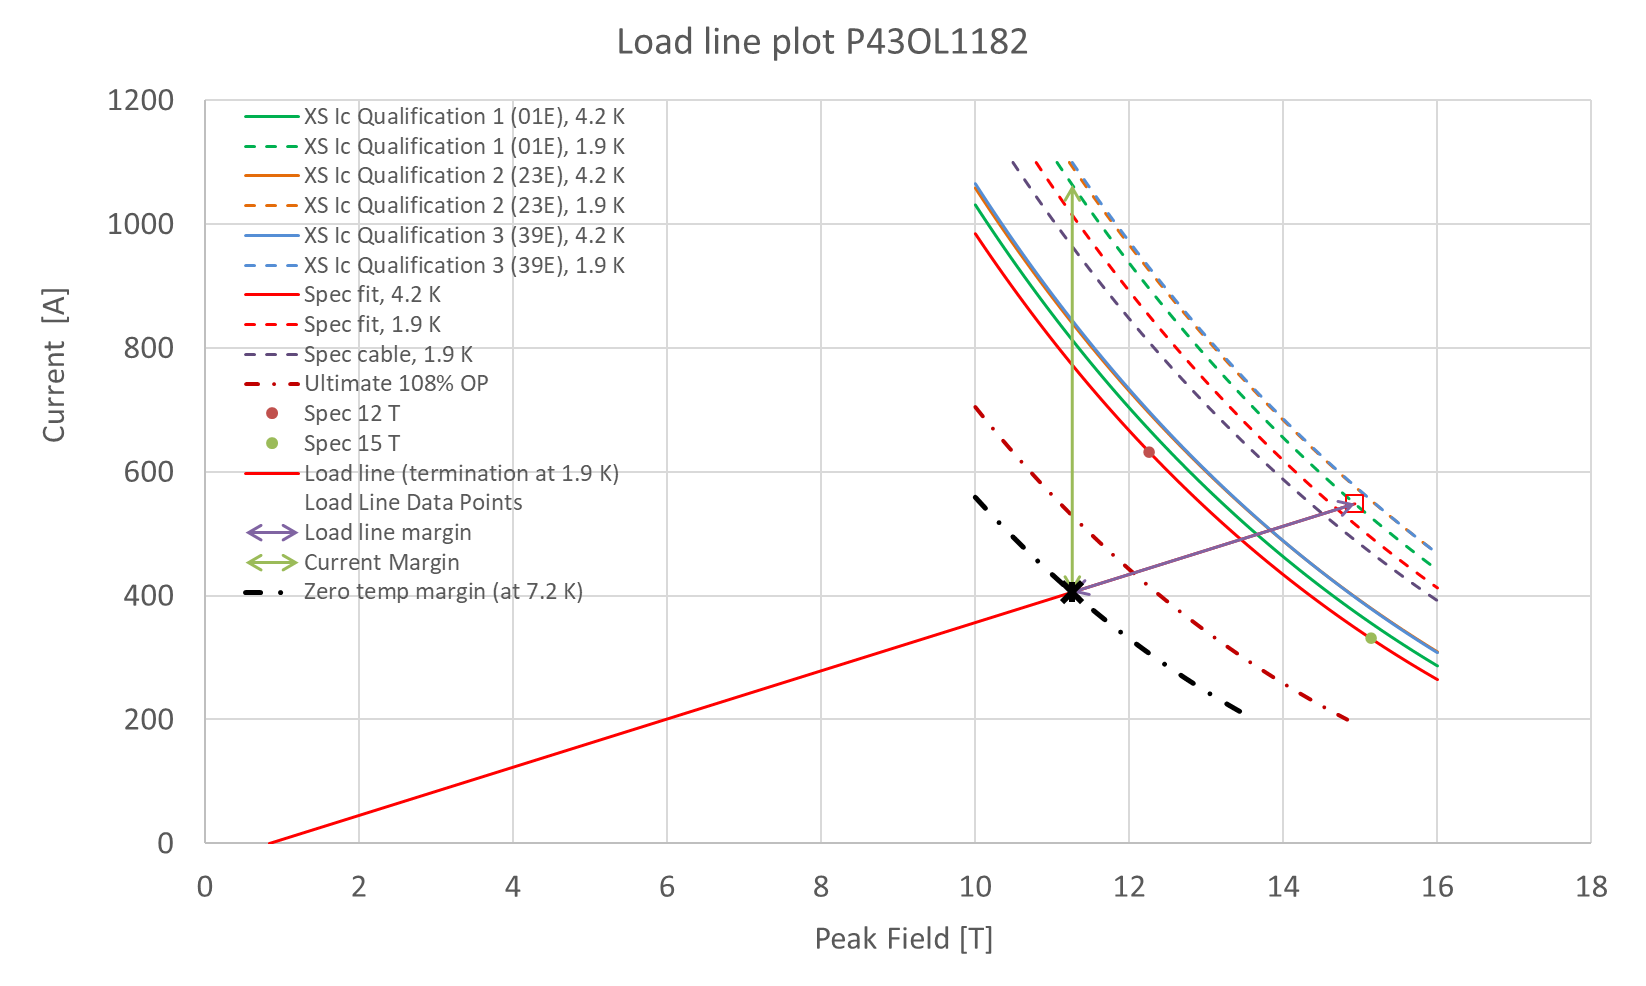 Load line plot P43OL1182
1200
1000
800
600
400
200
0
Current [A]
XS Ic Qualification 1 (01E), 4.2 K
XS Ic Qualification 1 (01E), 1.9 K
XS Ic Qualification 2 (23E), 4.2 K
XS Ic Qualification 2 (23E), 1.9 K
XS Ic Qualification 3 (39E), 4.2 K
XS Ic Qualification 3 (39E), 1.9 K
Spec fit, 4.2 K
Spec fit, 1.9 K
Spec cable, 1.9 K
Ultimate 108% OP
Spec 12 T
Spec 15 T
Load line (termination at 1.9 K)
Load Line Data Points
Load line margin
Current Margin
Zero temp margin (at 7.2 K)
0 2 4 6 8 10 12 14 16 18
Peak Field [T]